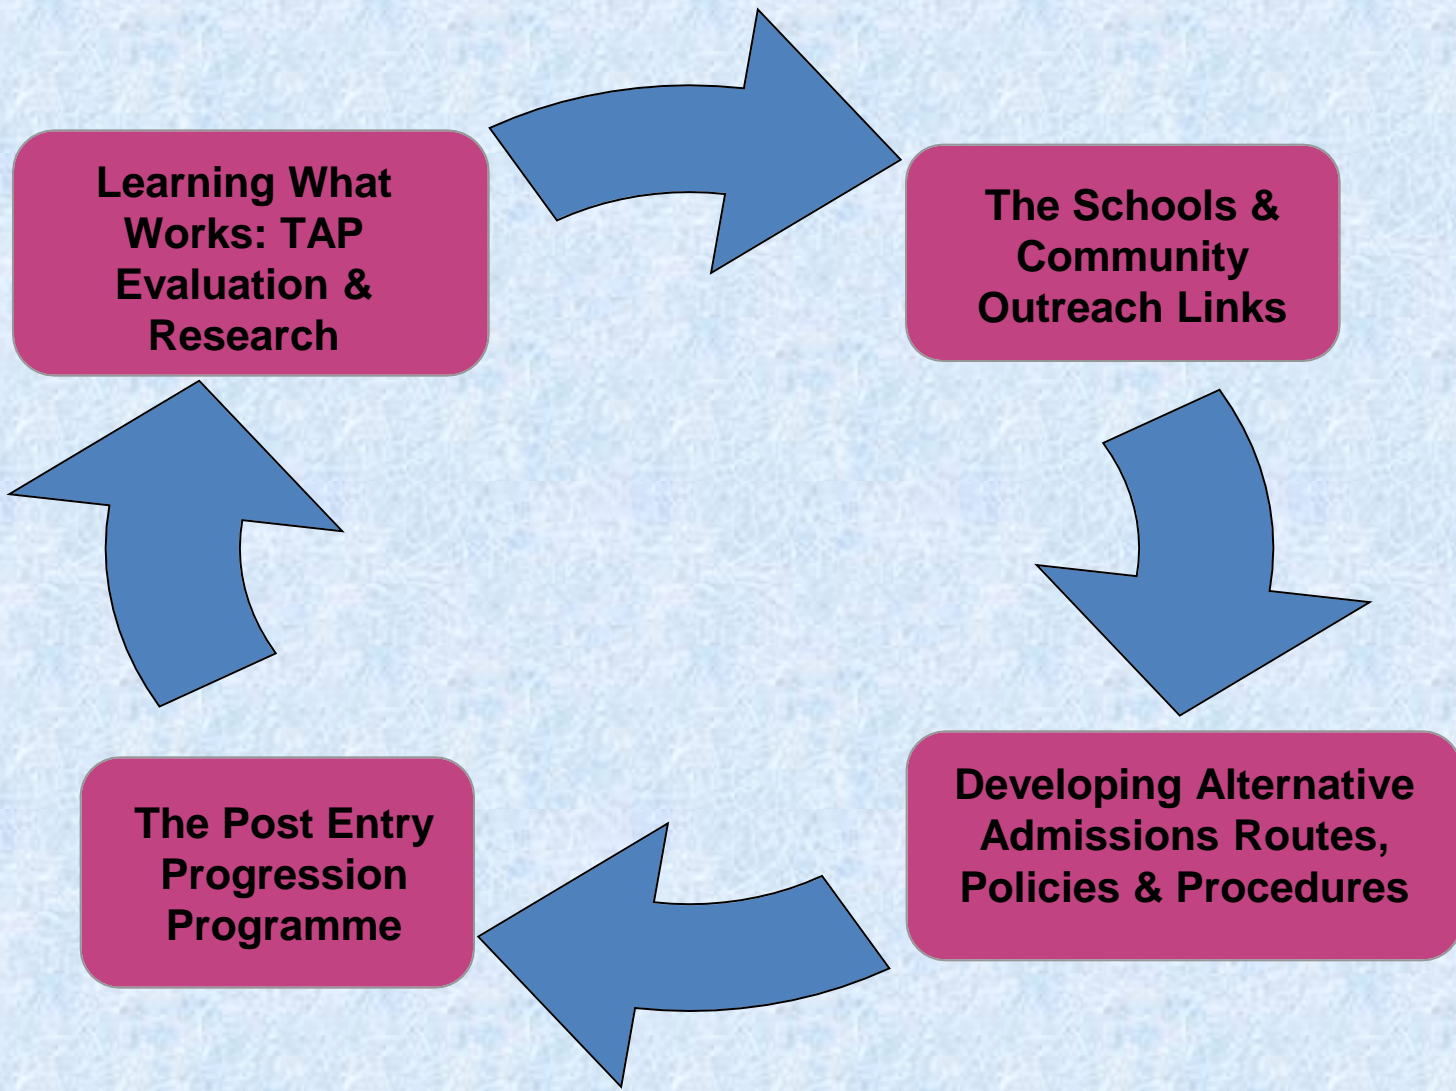 Learning What
Works: TAP
Evaluation &
Research
The Schools &
Community
Outreach Links
Developing Alternative
Admissions Routes,
Policies & Procedures
The Post Entry
Progression
Programme